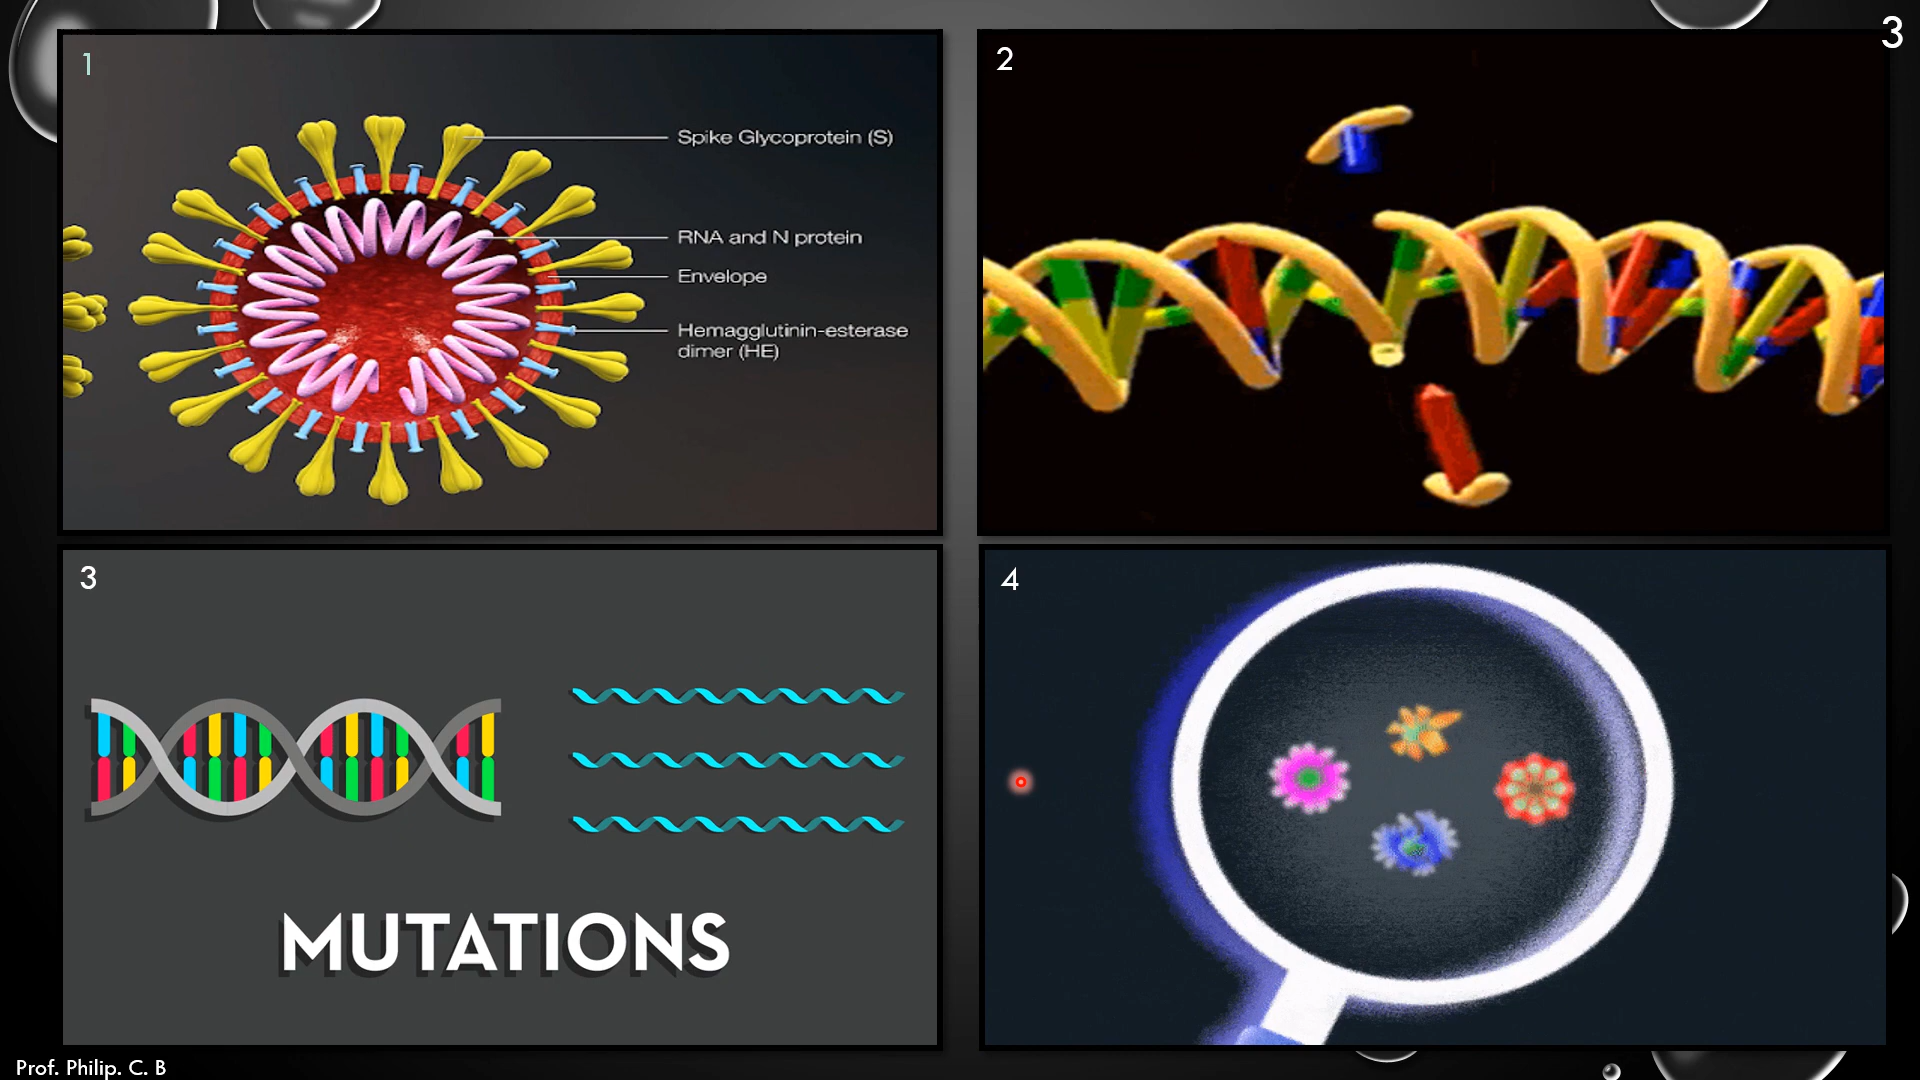 3
1
Spike Glycoprotein (S)
RNA and N protein
Envelope
Hemagglutinin-esterase
dimer (HE)
2
3
MUTATIONS
4
Prof. Philip. C. B